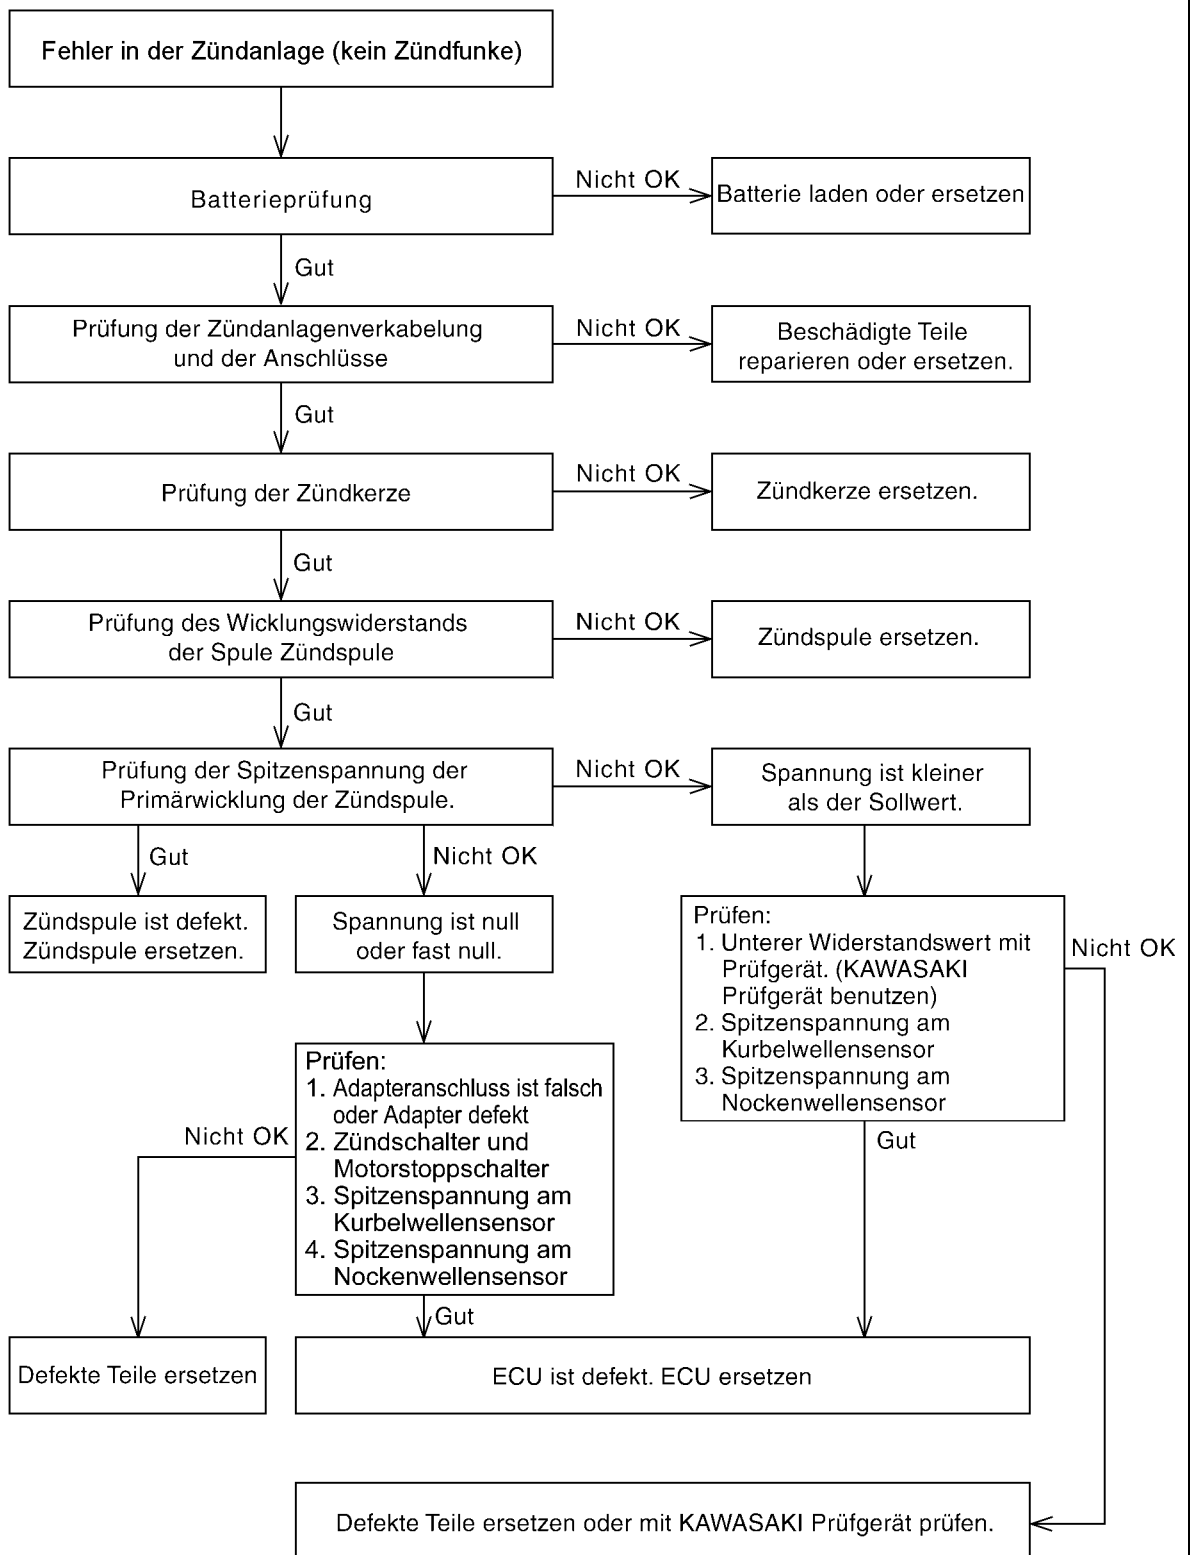 Fehler in der Zündanlage (kein Zündfunke)
Batterieprüfung
Nicht OK
Batterie laden oder ersetzen
Gut
Prüfung der Zündanlagenverkabelung
und der Anschlüsse
Nicht OK
Beschädigte Teile
reparieren oder ersetzen.
Gut
Prüfung der Zündkerze
Nicht OK
Zündkerze ersetzen.
Gut
Prüfung des Wicklungswiderstands
der Spule Zündspule
Nicht OK
Zündspule ersetzen.
Gut
Prüfung der Spitzenspannung der
Primärwicklung der Zündspule.
Nicht OK
Spannung ist kleiner
als der Sollwert.
Gut
Nicht OK
Zündspule ist defekt.
Zündspule ersetzen.
Spannung ist null
oder fast null.
Prüfen:
1. Unterer Widerstandswert mit
Prüfgerät. (KAWASAKI
Prüfgerät benutzen)
2. Spitzenspannung am
Kurbelwellensensor
3. Spitzenspannung am
Nockenwellensensor
Nicht OK
Gut
Prüfen:
1. Adapteranschluss ist falsch
oder Adapter defekt
2. Zündschalter und
Motorstoppschalter
3. Spitzenspannung am
Kurbelwellensensor
4. Spitzenspannung am
Nockenwellensensor
Nicht OK
Gut
Defekte Teile ersetzen
ECU ist defekt. ECU ersetzen
Defekte Teile ersetzen oder mit KAWASAKI Prüfgerät prüfen.